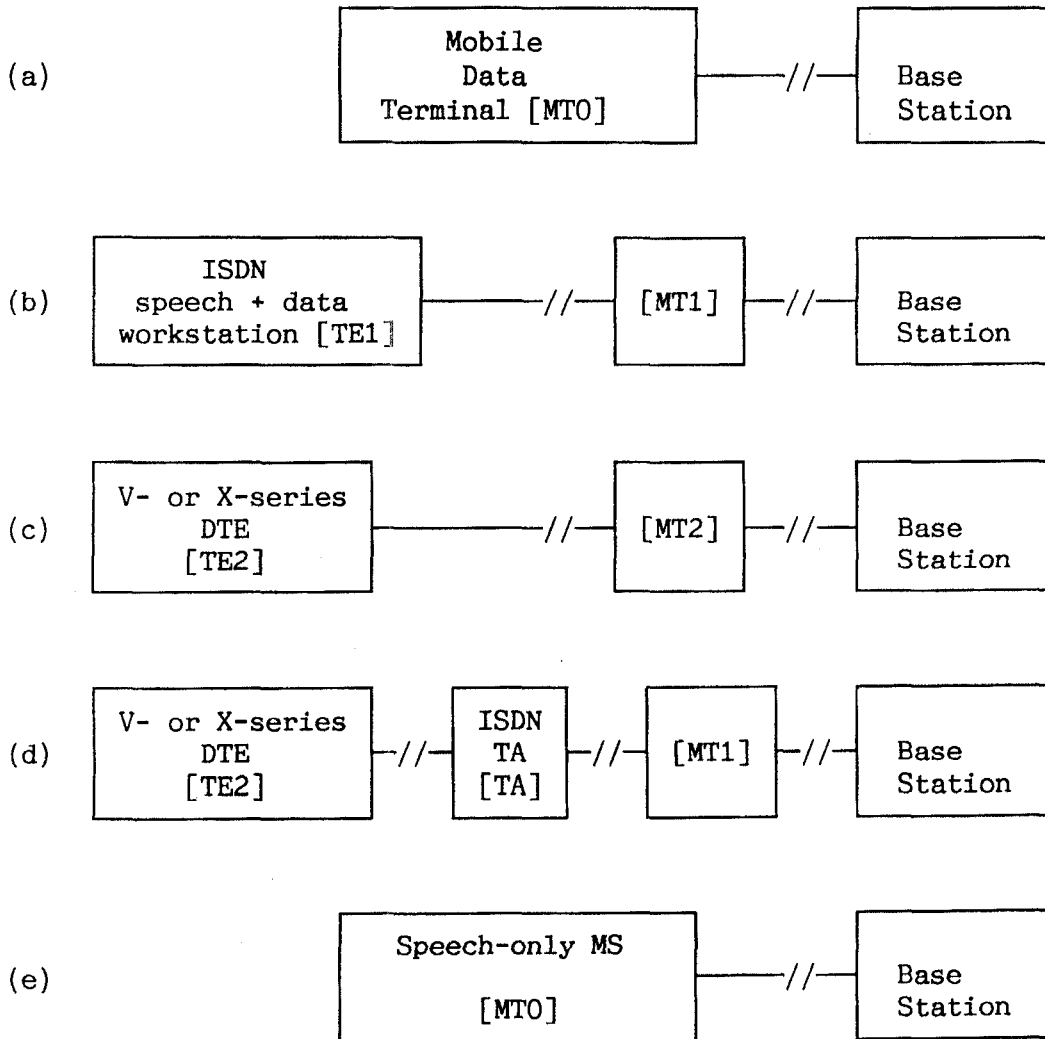 (a)
Mobile
Data
Terminal [MT0]
//
Base
Station
(b)
ISDN
speech + data
workstation [TE1]
//
[MT1]
//
Base
Station
(c)
V- or X-series
DTE
[TE2]
//
[MT2]
//
Base
Station
(d)
V- or X-series
DTE
[TE2]
//
ISDN
TA
[TA]
//
[MT1]
//
Base
Station
(e)
Speech-only MS
[MT0]
//
Base
Station